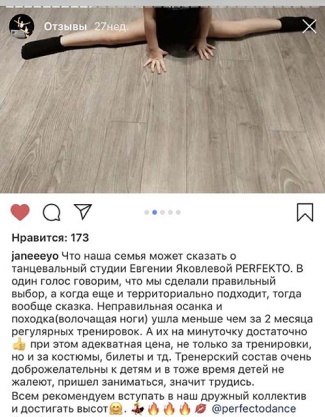 Отзывы 27нед.
Нравится: 173
janeeeyo Что наша семья может сказать о
танцевальный студии Евгении Яковлевой PERFEKTO. В
один голос говорим, что мы сделали правильный
выбор, а когда еще и территориально подходит, тогда
вообще сказка. Неправильная осанка и
походка(волочащая ноги) ушла меньше чем за 2 месяца
регулярных тренировок. А их на минуточку достаточно
👍 при этом адекватная цена, не только за тренировки,
но и за костюмы, билеты и тд. Тренерский состав очень
доброжелательны к детям и в тоже время детей не
жалеют, пришел заниматься, значит трудись.
Всем рекомендуем вступать в наш дружный коллектив
и достигать высот🤗. 💃🔥🔥🔥💋 @perfectodance